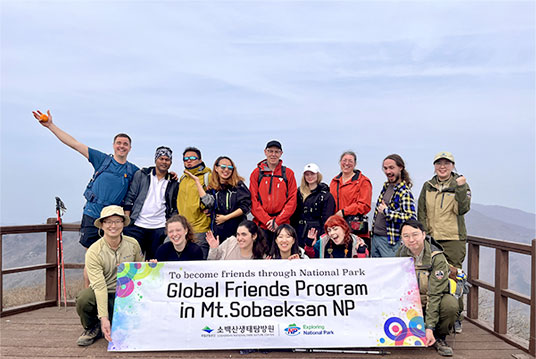 To become friends through National Park
Global Friends Program
in Mt.Sobaeksan NP
소백산생태탐방원
NP
Exploring
National Park